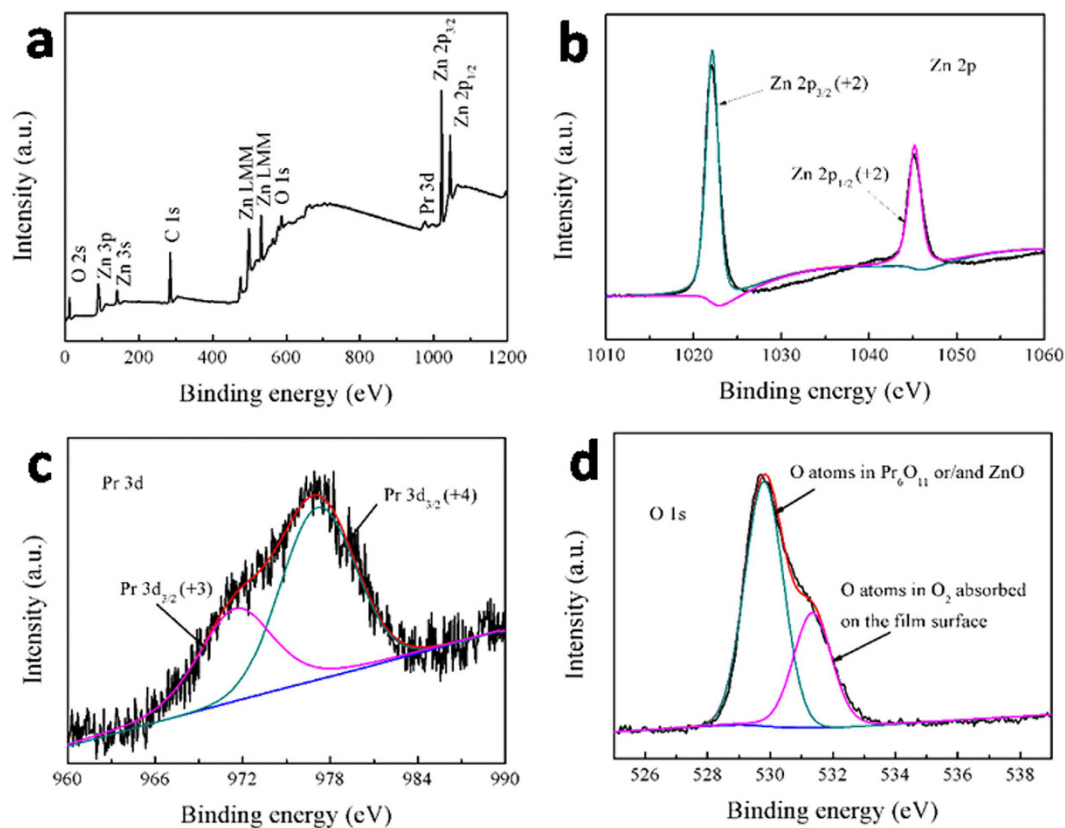 a
Intensity (a.u.)
O 2s
Zn 3p
Zn 3s
C 1s
Zn LMM
Zn LMM
O 1s
Pr 3d
Zn 2p3/2
Zn 2p1/2
0 200 400 600 800 1000 1200
Binding energy (eV)
b
Intensity (a.u.)
Zn 2p
Zn 2p3/2 (+2)
Zn 2p1/2 (+2)
1010 1020 1030 1040 1050 1060
Binding energy (eV)
c
Intensity (a.u.)
Pr 3d
Pr 3d3/2 (+4)
Pr 3d3/2 (+3)
960 966 972 978 984 990
Binding energy (eV)
d
Intensity (a.u.)
O 1s
O atoms in Pr6O11 or/and ZnO
O atoms in O2 absorbed
on the film surface
526 528 530 532 534 536 538
Binding energy (eV)